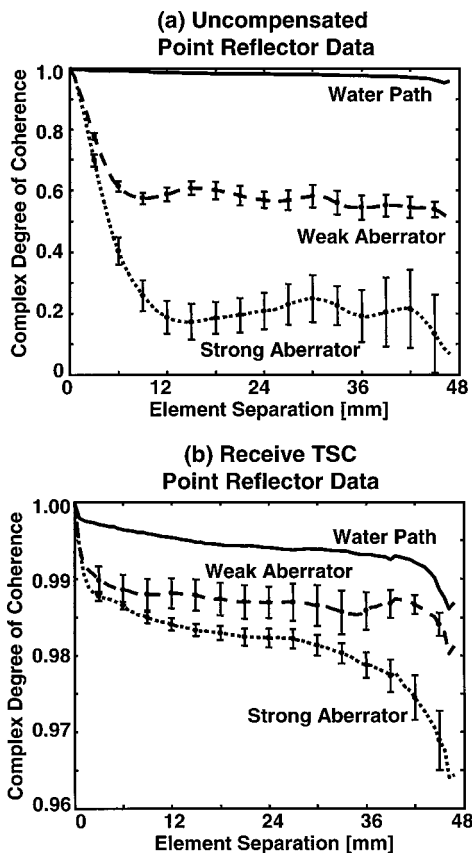 (a) Uncompensated
Point Reflector Data
Complex Degree of Coherence
1.0
0.8
0.6
0.4
0.2
0
Water Path
Weak Aberrator
Strong Aberrator
0 12 24 36 48
Element Separation [mm]
(b) Receive TSC
Point Reflector Data
Complex Degree of Coherence
1.00
0.99
0.98
0.97
0.96
Water Path
Weak Aberrator
Strong Aberrator
0 12 24 36 48
Element Separation [mm]